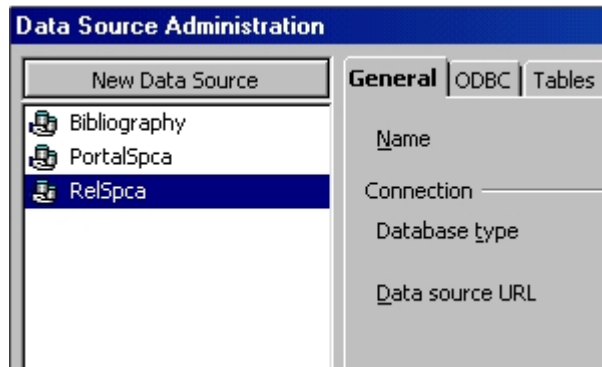 Data Source Administration
New Data Source
Bibliography
PortalSpca
RelSpca
General ODBC Tables
Name
Connection
Database type
Data source URL